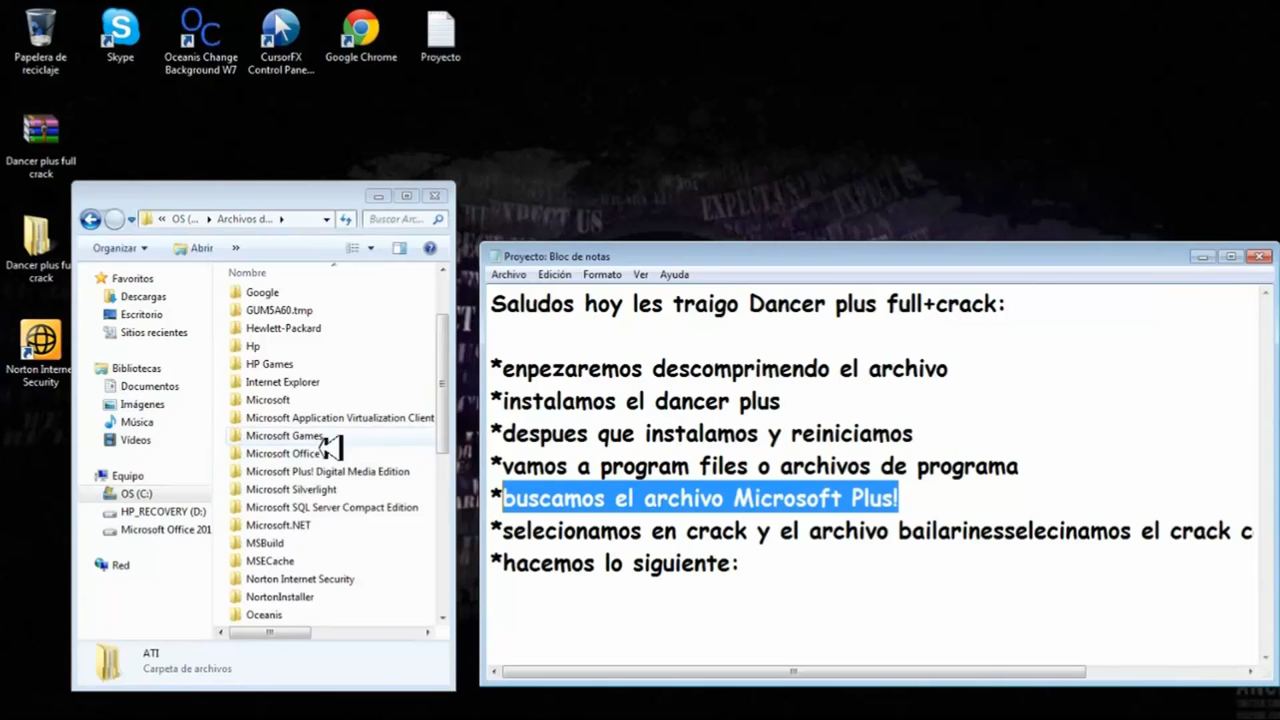 Papela de reciclaje
Skype
Oceanis Change Background W7
CursorFX Control Pane...
Google Chrome
Proyecto
Dancer plus full crack
Dancer plus fu crack
Norton Interne Security
OS (...
Archivos d...
Buscar Arc...
Organizar
Abrir
»
Favoritos
Descargas
Escritorio
Sitios recientes
Bibliotecas
Documentos
Imágenes
Música
Vídeos
Equipo
OS (C:)
HP_RECOVERY (D:)
Microsoft Office 201
Red
Nombre
Google
GUM5A60.tmp
Hewlett-Packard
Hp
HP Games
Internet Explorer
Microsoft
Microsoft Application Virtualization Client
Microsoft Games
Microsoft Office
Microsoft Plus! Digital Media Edition
Microsoft Silverlight
Microsoft SQL Server Compact Edition
Microsoft.NET
MSBuild
MSECache
Norton Internet Security
NortonInstaller
Oceanis
ATI
Carpeta de archivos
Proyecto: Bloc de notas
Archivo Edición Formato Ver Ayuda
Saludos hoy les traigo Dancer plus full+crack:
*enpezaremos descomprimendo el archivo
*instalamos el dancer plus
*despues que instalamos y reiniciamos
*vamos a program files o archivos de programa
*buscamos el archivo Microsoft Plus!
*selecionamos en crack y el archivo bailarinesselecinamos el crack c
*hacemos lo siguiente: